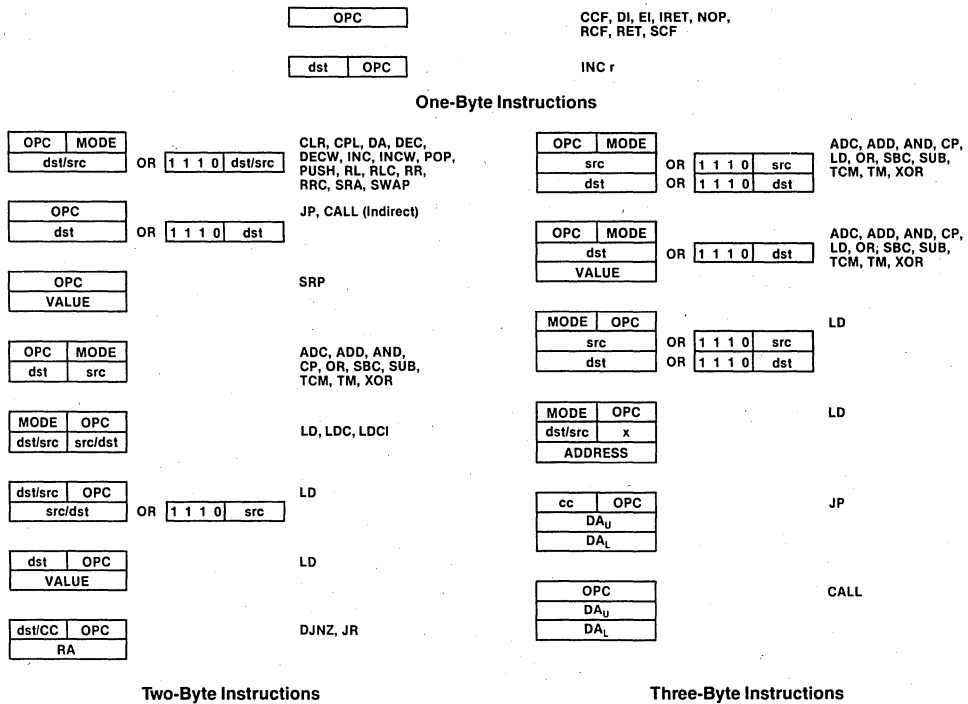 OPC
CCF, DI, EI, IRET, NOP,
RCF, RET, SCF
dst OPC
INC r
One-Byte Instructions
OPC MODE
dst/src OR 1 1 1 0 dst/src
CLR, CPL, DA, DEC,
DECW, INC, INCW, POP,
PUSH, RL, RLC, RR,
RRC, SRA, SWAP
OPC
dst OR 1 1 1 0 dst
JP, CALL (Indirect)
OPC
VALUE
SRP
OPC MODE
dst src
ADC, ADD, AND,
CP, OR, SBC, SUB,
TCM, TM, XOR
MODE OPC
dst/src src/dst
LD, LDC, LDCI
dst/src OPC
src/dst OR 1 1 1 0 src
LD
dst OPC
VALUE
LD
dst/CC OPC
RA
DJNZ, JR
Two-Byte Instructions
OPC MODE
src OR 1 1 1 0 src
dst OR 1 1 1 0 dst
ADC, ADD, AND, CP,
LD, OR, SBC, SUB,
TCM, TM, XOR
OPC MODE
dst OR 1 1 1 0 dst
VALUE
ADC, ADD, AND, CP,
LD, OR; SBC, SUB,
TCM, TM, XOR
MODE OPC
src OR 1 1 1 0 src
dst OR 1 1 1 0 dst
LD
MODE OPC
dst/src x
ADDRESS
LD
cc OPC
DAU
DAL
JP
OPC
DAU
DAL
CALL
Three-Byte Instructions